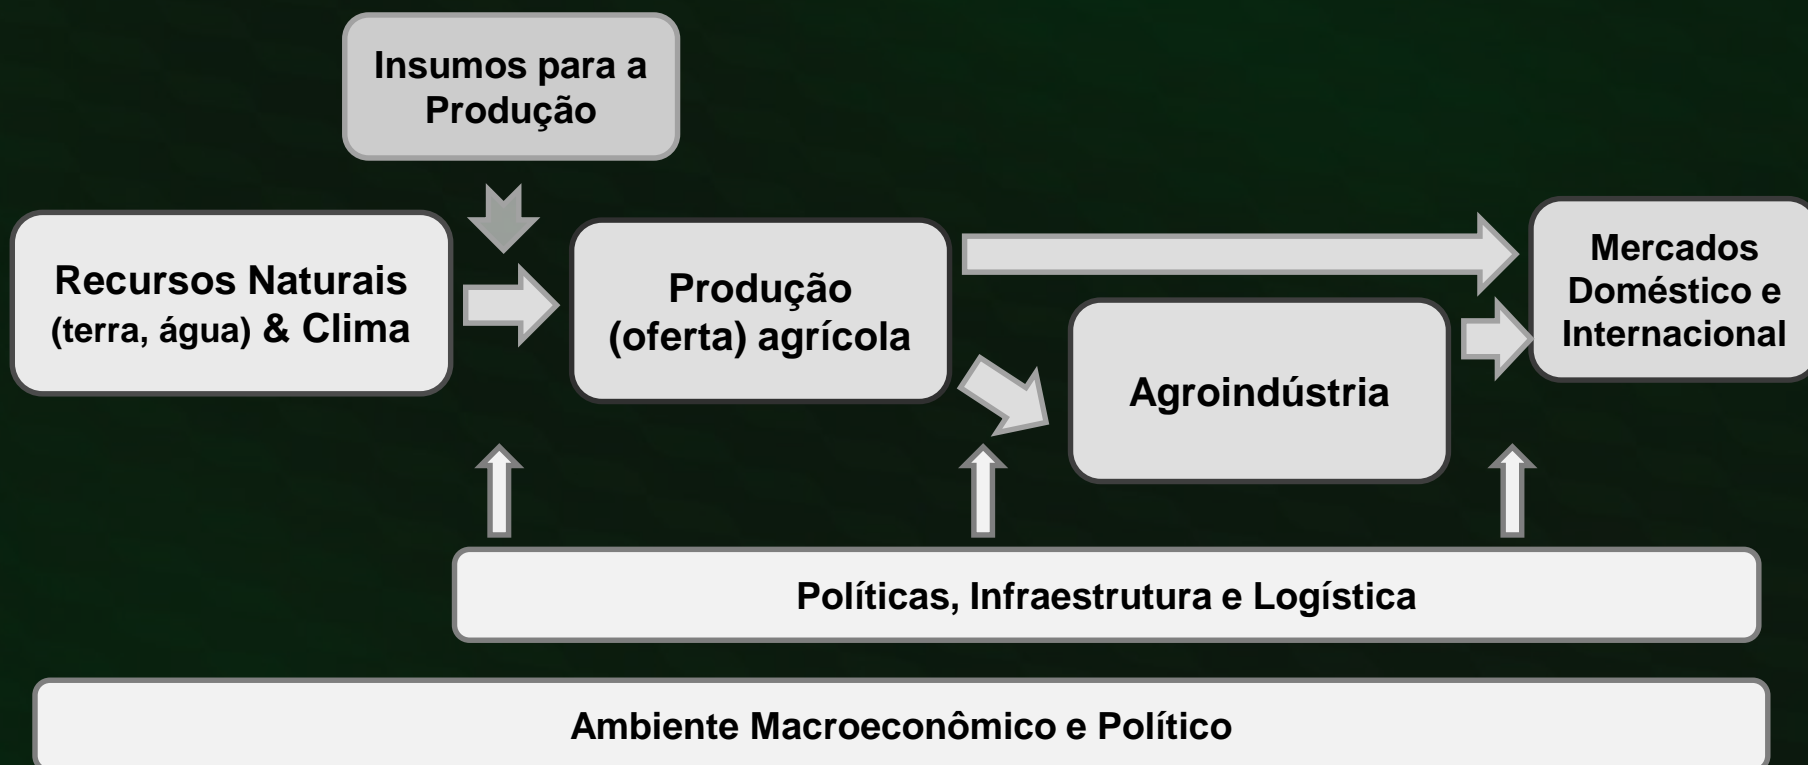 Insumos para a
Produção
Recursos Naturais
(terra, água) & Clima
Produção
(oferta) agrícola
Agroindústria
Mercados
Doméstico e
Internacional
Políticas, Infraestrutura e Logística
Ambiente Macroeconômico e Político